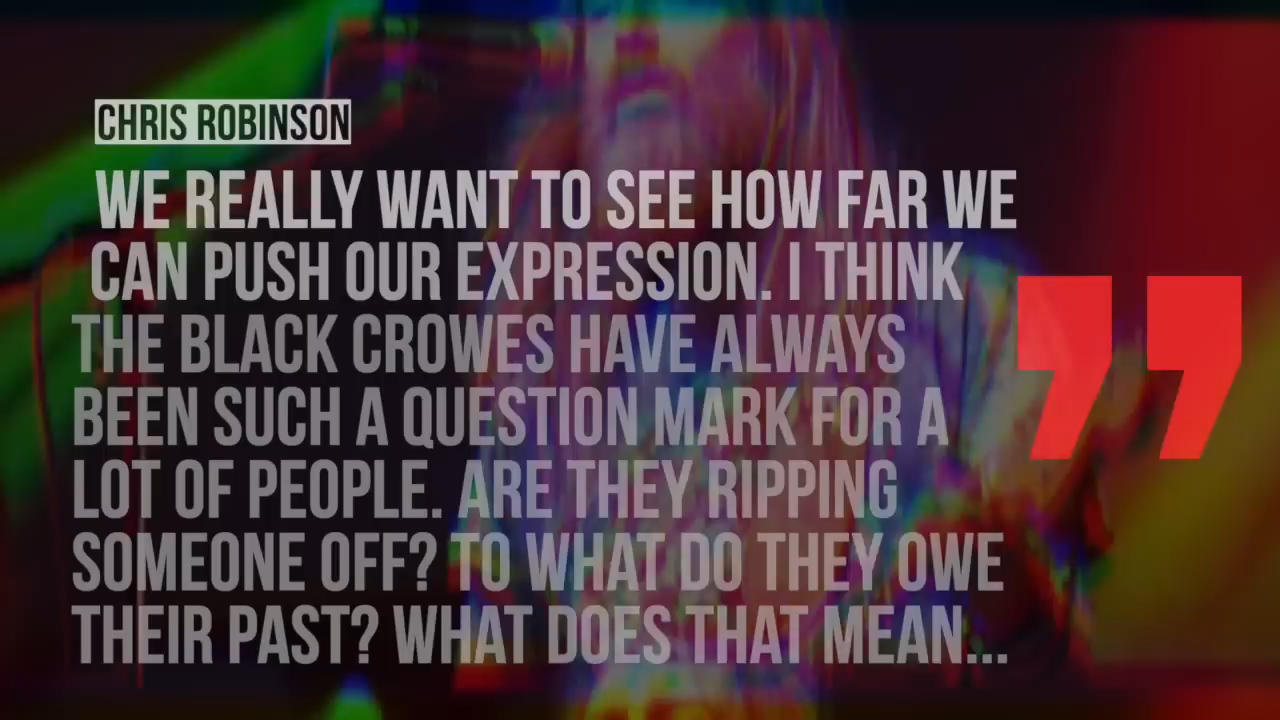 CHRIS ROBINSON
WE REALLY WANT TO SEE HOW FAR WE
CAN PUSH OUR EXPRESSION. I THINK
THE BLACK CROWES HAVE ALWAYS
BEEN SUCH A QUESTION MARK FOR A
LOT OF PEOPLE. ARE THEY RIPPING
SOMEONE OFF? TO WHAT DO THEY OWE
THEIR PAST? WHAT DOES THAT MEAN...
”